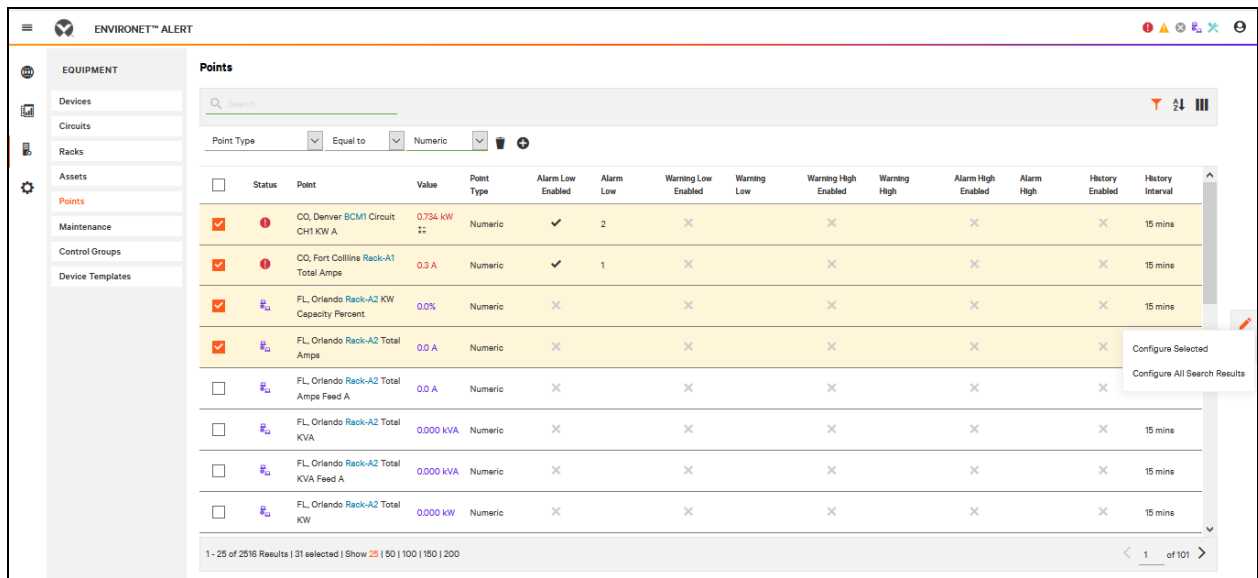 ENVIRONET™ ALERT
EQUIPMENT
Devices
Circuits
Racks
Assets
Points
Maintenance
Control Groups
Device Templates
Points
Search
Point Type Equal to Numeric
Status Point Value Point Type Alarm Low Enabled Alarm Low Warning Low Enabled Warning Low Warning High Enabled Warning High Alarm High Enabled Alarm High History Enabled History Interval
CO, Denver BCM1 Circuit CH1 KW A 0.734 kW Numeric 2 15 mins
CO, Fort Colllins Rack-A1 Total Amps 0.3 A Numeric 1 15 mins
FL, Orlando Rack-A2 KW Capacity Percent 0.0% Numeric 15 mins
FL, Orlando Rack-A2 Total Amps 0.0 A Numeric
Configure Selected
Configure All Search Results
FL, Orlando Rack-A2 Total Amps Feed A 0.0 A Numeric
FL, Orlando Rack-A2 Total KVA 0.000 kVA Numeric 15 mins
FL, Orlando Rack-A2 Total KVA Feed A 0.000 kVA Numeric 15 mins
FL, Orlando Rack-A2 Total KW 0.000 kW Numeric 15 mins
1 - 25 of 2516 Results | 31 selected | Show 25 | 50 | 100 | 150 | 200
1 of 101